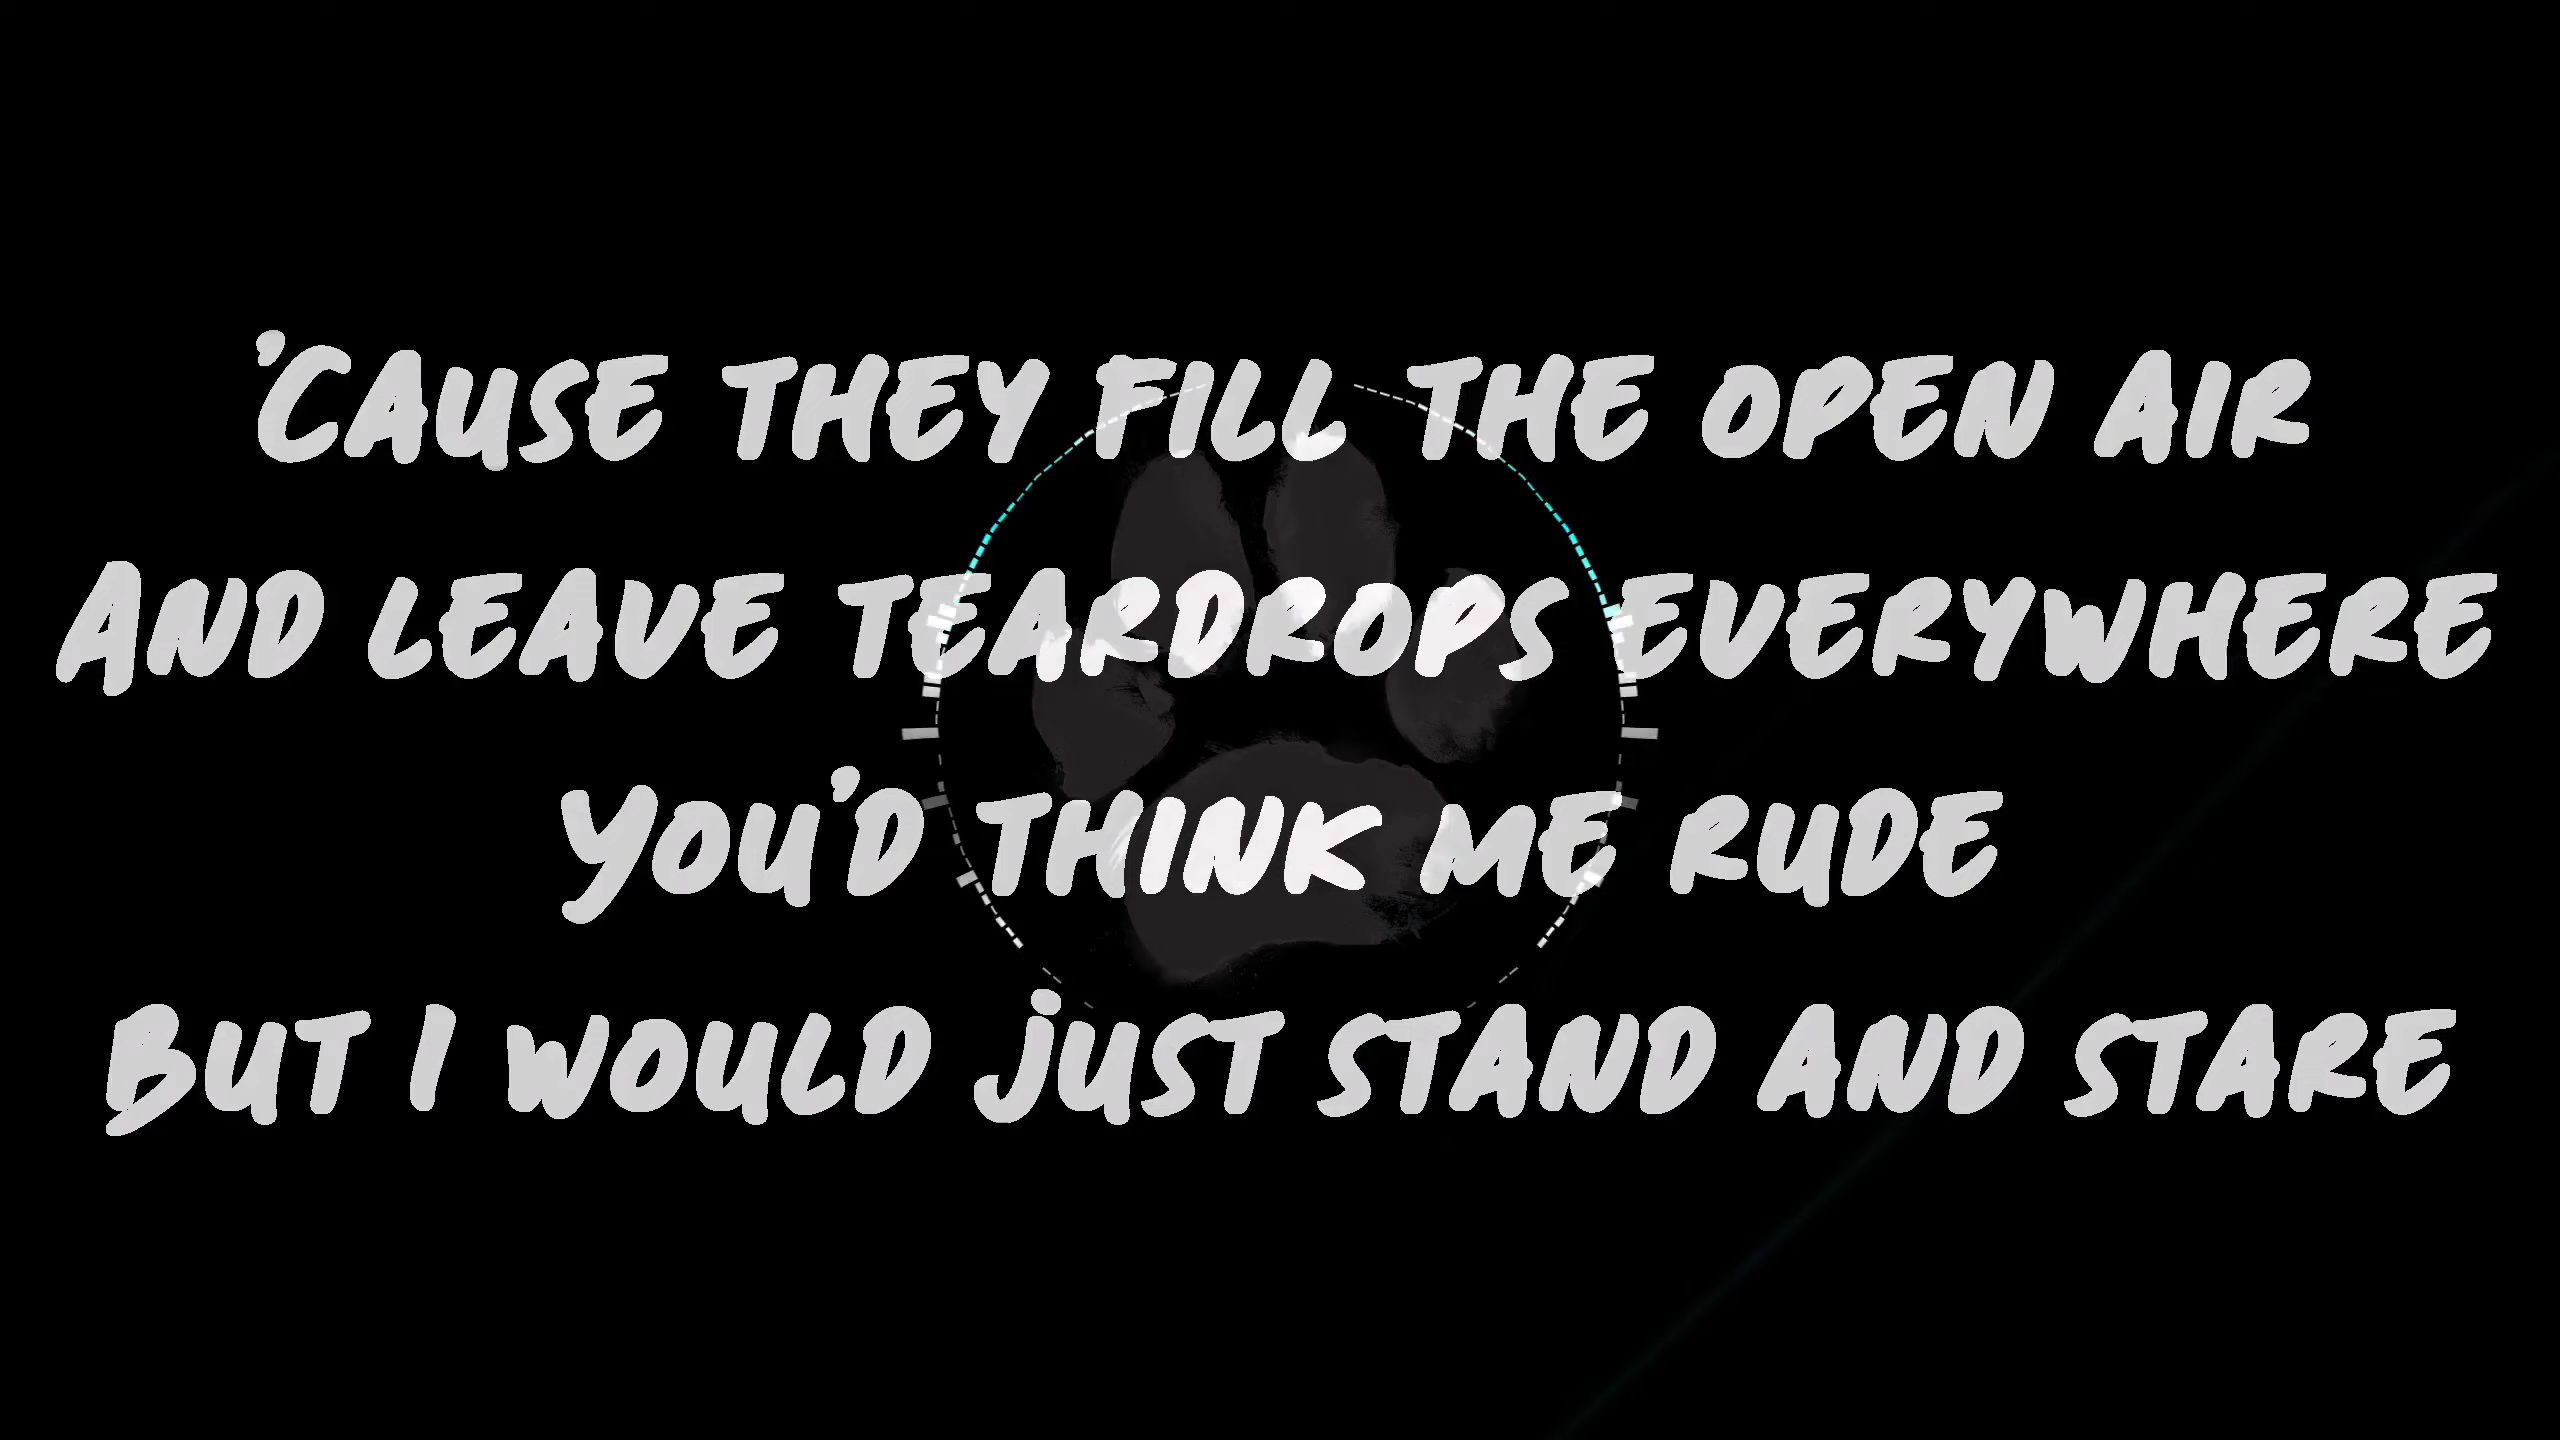 'Cause they fill the open air
And leave teardrops everywhere
You'd think me rude
But I would just stand and stare